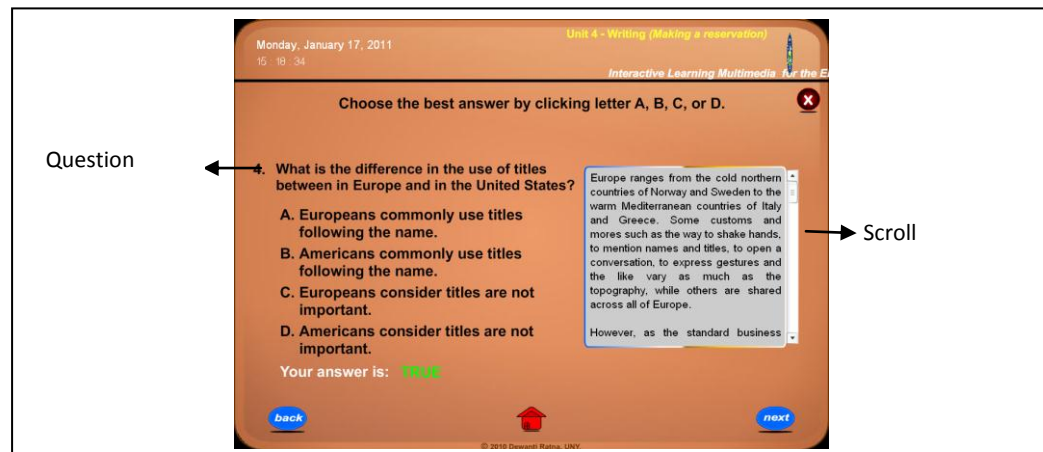 Monday, January 17, 2011
15 : 18 : 34
Unit 4 - Writing (Making a reservation)
Interactive Learning Multimedia for the E
Choose the best answer by clicking letter A, B, C, or D.
X
Question
4. What is the difference in the use of titles
between in Europe and in the United States?
A. Europeans commonly use titles
following the name.
B. Americans commonly use titles
following the name.
C. Europeans consider titles are not
important.
D. Americans consider titles are not
important.
Your answer is: TRUE
Europe ranges from the cold northern
countries of Norway and Sweden to the
warm Mediterranean countries of Italy
and Greece. Some customs and
mores such as the way to shake hands,
to mention names and titles, to open a
conversation, to express gestures and
the like vary as much as the
topography, while others are shared
across all of Europe.
However, as the standard business
Scroll
back
next
© 2010 Dewanti Ratna, UNY